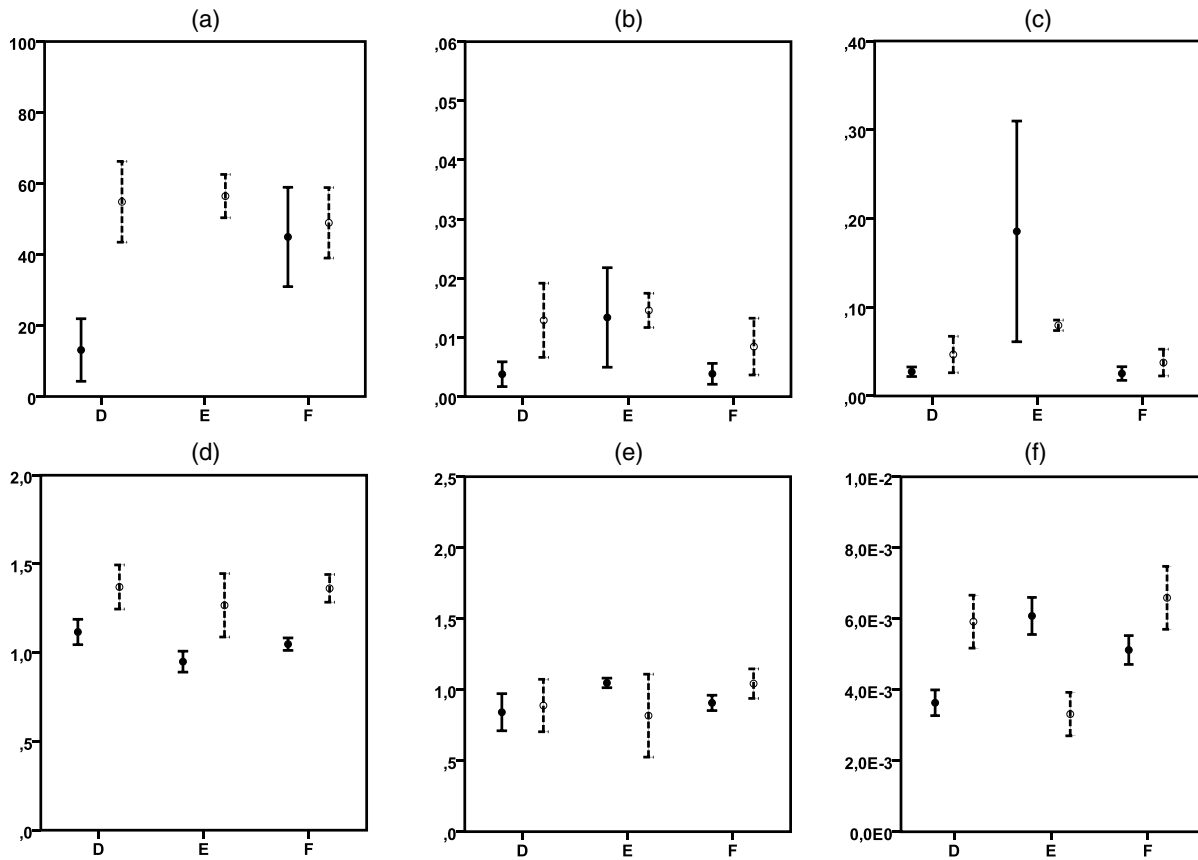 (a) (b) (c)
100
80
60
40
20
0
D E F
,06
,05
,04
,03
,02
,01
,00
D E F
,40
,30
,20
,10
,00
D E F
(d) (e) (f)
2,0
1,5
1,0
,5
,0
D E F
2,5
2,0
1,5
1,0
,5
,0
D E F
1,0E-2
8,0E-3
6,0E-3
4,0E-3
2,0E-3
0,0E0
D E F